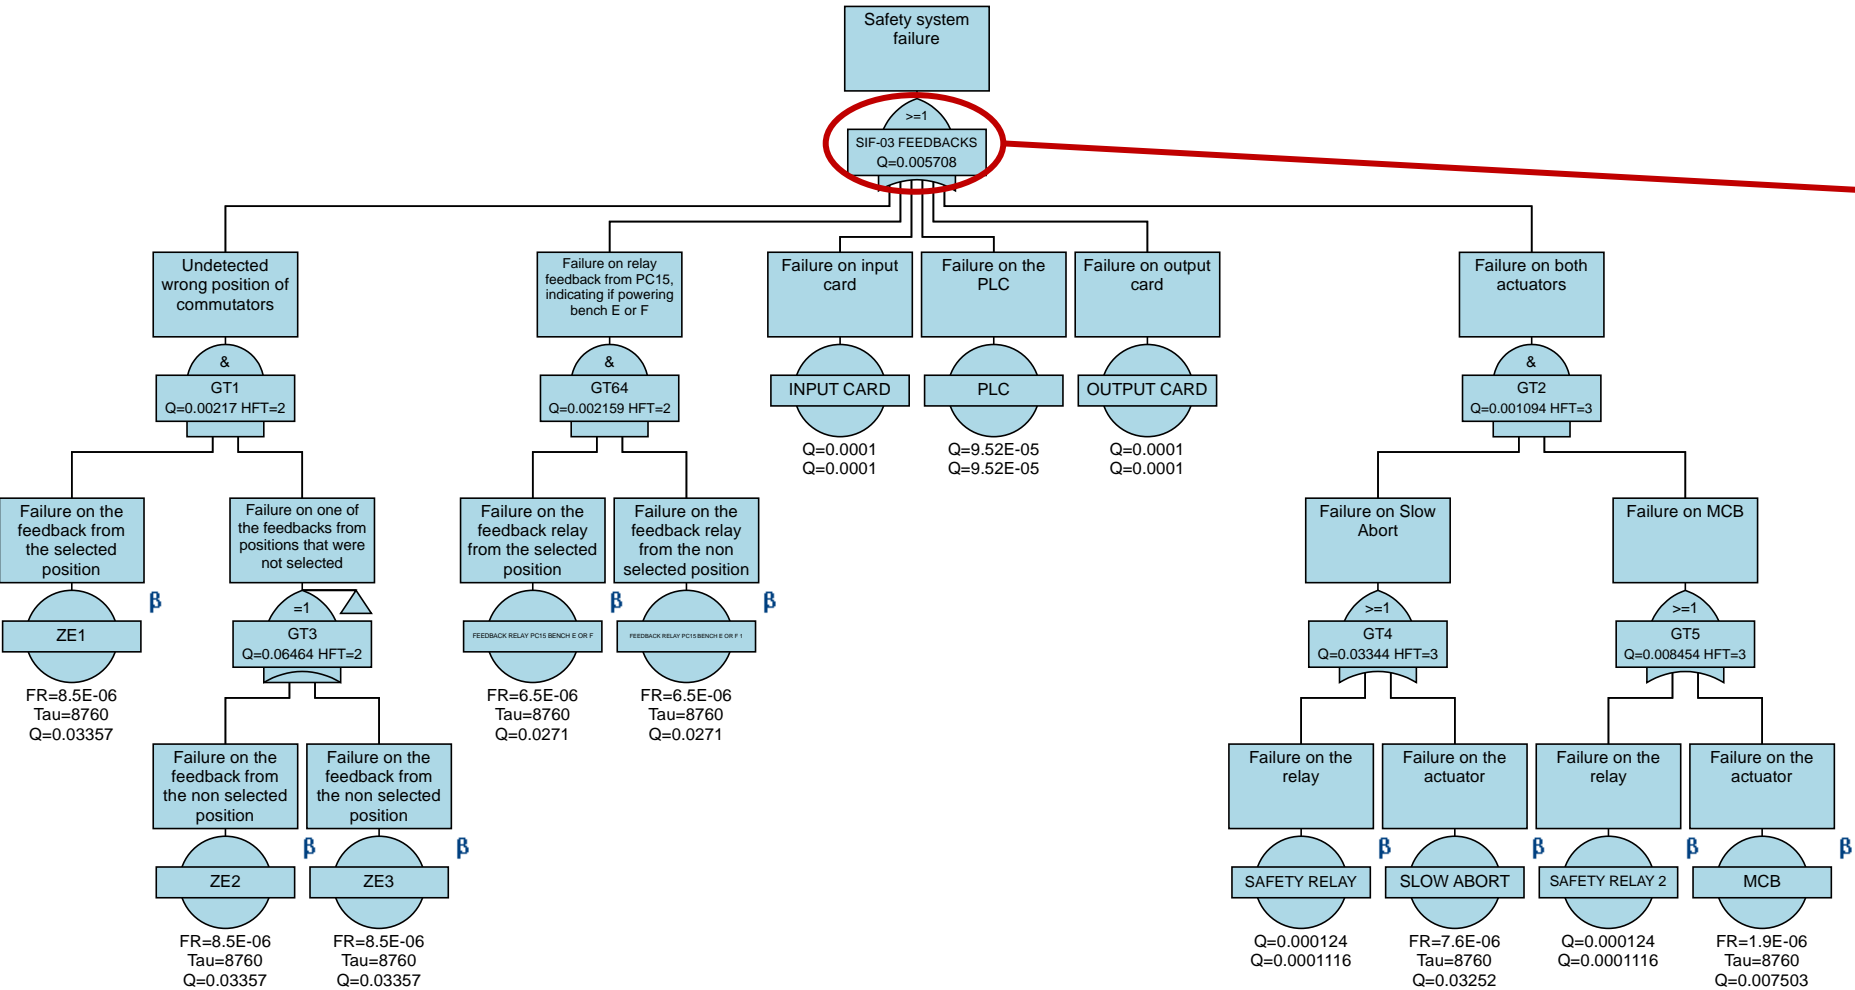 Safety system
failure
>=1
SIF-03 FEEDBACKS
Q=0.005708
Undetected
wrong position of
commutators
&
GT1
Q=0.00217 HFT=2
Failure on relay
feedback from PC15,
indicating if powering
bench E or F
&
GT64
Q=0.002159 HFT=2
Failure on input
card
INPUT CARD
Q=0.0001
Q=0.0001
Failure on the
PLC
PLC
Q=9.52E-05
Q=9.52E-05
Failure on output
card
OUTPUT CARD
Q=0.0001
Q=0.0001
Failure on both
actuators
&
GT2
Q=0.001094 HFT=3
Failure on the
feedback from
the selected
position
β
ZE1
FR=8.5E-06
Tau=8760
Q=0.03357
Failure on one of
the feedbacks from
positions that were
not selected
=1
GT3
Q=0.06464 HFT=2
Failure on the
feedback relay
from the selected
position
β
FEEDBACK RELAY PC15 BENCH E OR F
FR=6.5E-06
Tau=8760
Q=0.0271
Failure on the
feedback relay
from the non
selected position
β
FEEDBACK RELAY PC15 BENCH E OR F 1
FR=6.5E-06
Tau=8760
Q=0.0271
Failure on Slow
Abort
>=1
GT4
Q=0.03344 HFT=3
Failure on MCB
>=1
GT5
Q=0.008454 HFT=3
Failure on the
feedback from
the non selected
position
β
ZE2
FR=8.5E-06
Tau=8760
Q=0.03357
Failure on the
feedback from
the non selected
position
β
ZE3
FR=8.5E-06
Tau=8760
Q=0.03357
Failure on the
relay
β
SAFETY RELAY
Q=0.000124
Q=0.0001116
Failure on the
actuator
β
SLOW ABORT
FR=7.6E-06
Tau=8760
Q=0.03252
Failure on the
relay
β
SAFETY RELAY 2
Q=0.000124
Q=0.0001116
Failure on the
actuator
β
MCB
FR=1.9E-06
Tau=8760
Q=0.007503